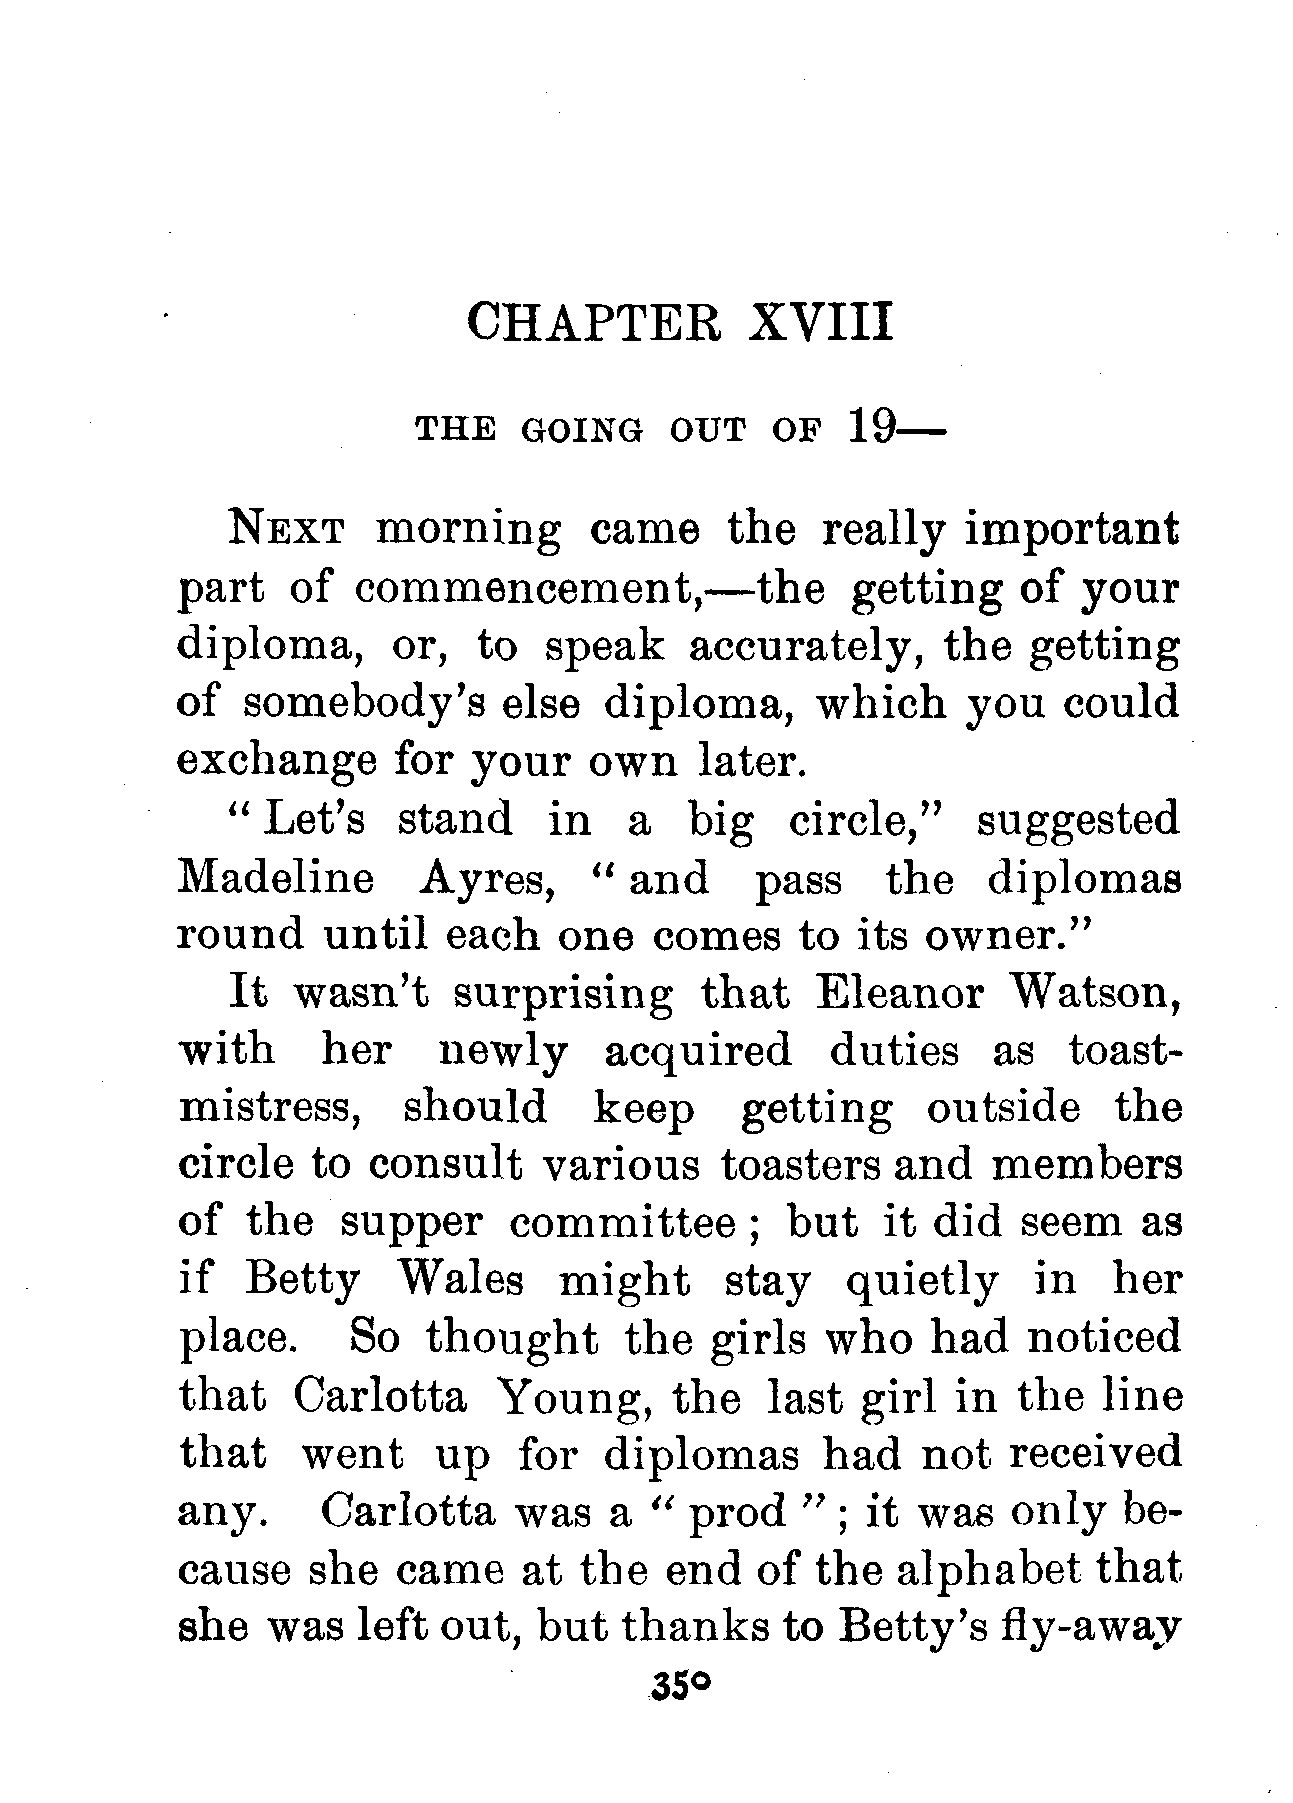 CHAPTER XVIII
THE GOING OUT OF 19—
NEXT morning came the really important
part of commencement,—the getting of your
diploma, or, to speak accurately, the getting
of somebody's else diploma, which you could
exchange for your own later.
" Let's stand in a big circle," suggested
Madeline Ayres, " and pass the diplomas
round until each one comes to its owner."
It wasn't surprising that Eleanor Watson,
with her newly acquired duties as toast-
mistress, should keep getting outside the
circle to consult various toasters and members
of the supper committee ; but it did seem as
if Betty Wales might stay quietly in her
place. So thought the girls who had noticed
that Carlotta Young, the last girl in the line
that went up for diplomas had not received
any. Carlotta was a " prod " ; it was only be-
cause she came at the end of the alphabet that
she was left out, but thanks to Betty's fly-away
350